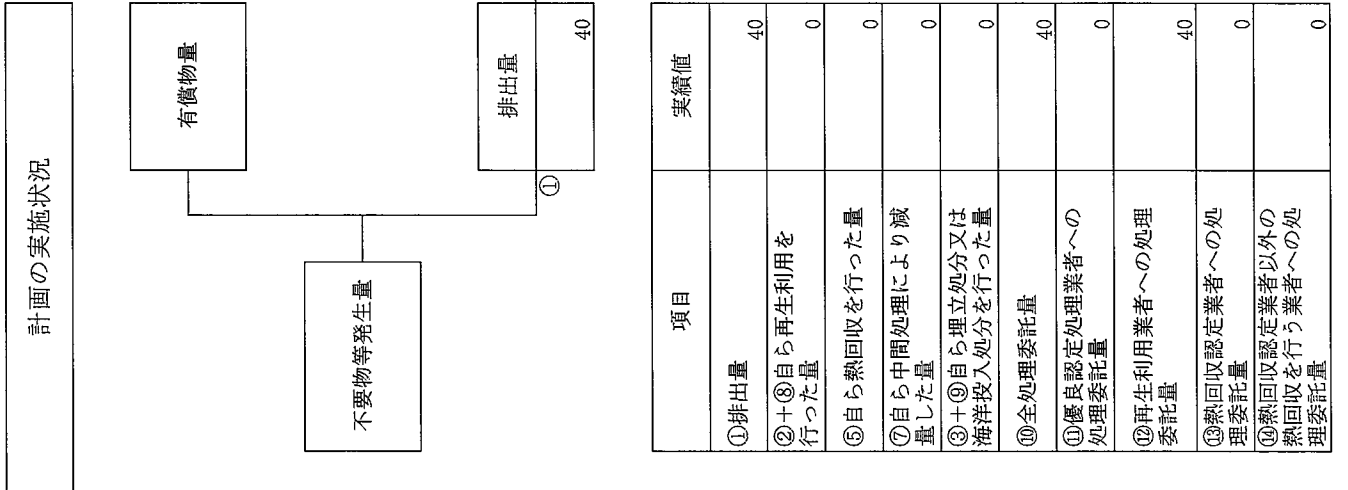 計画の実施状況
有償物量
不要物等発生量
①
排出量
40
項目 実績値
①排出量 40
②+⑧自ら再生利用を
行った量 0
⑤自ら熱回収を行った量 0
⑦自ら中間処理により減
量した量 0
③+⑨自ら埋立処分又は
海洋投入処分を行った量 0
⑩全処理委託量 40
⑪優良認定処理業者への
処理委託量 0
⑫再生利用業者への処理
委託量 40
⑬熱回収認定業者への処
理委託量 0
⑭熱回収認定業者以外の
熱回収を行う業者への処
理委託量 0